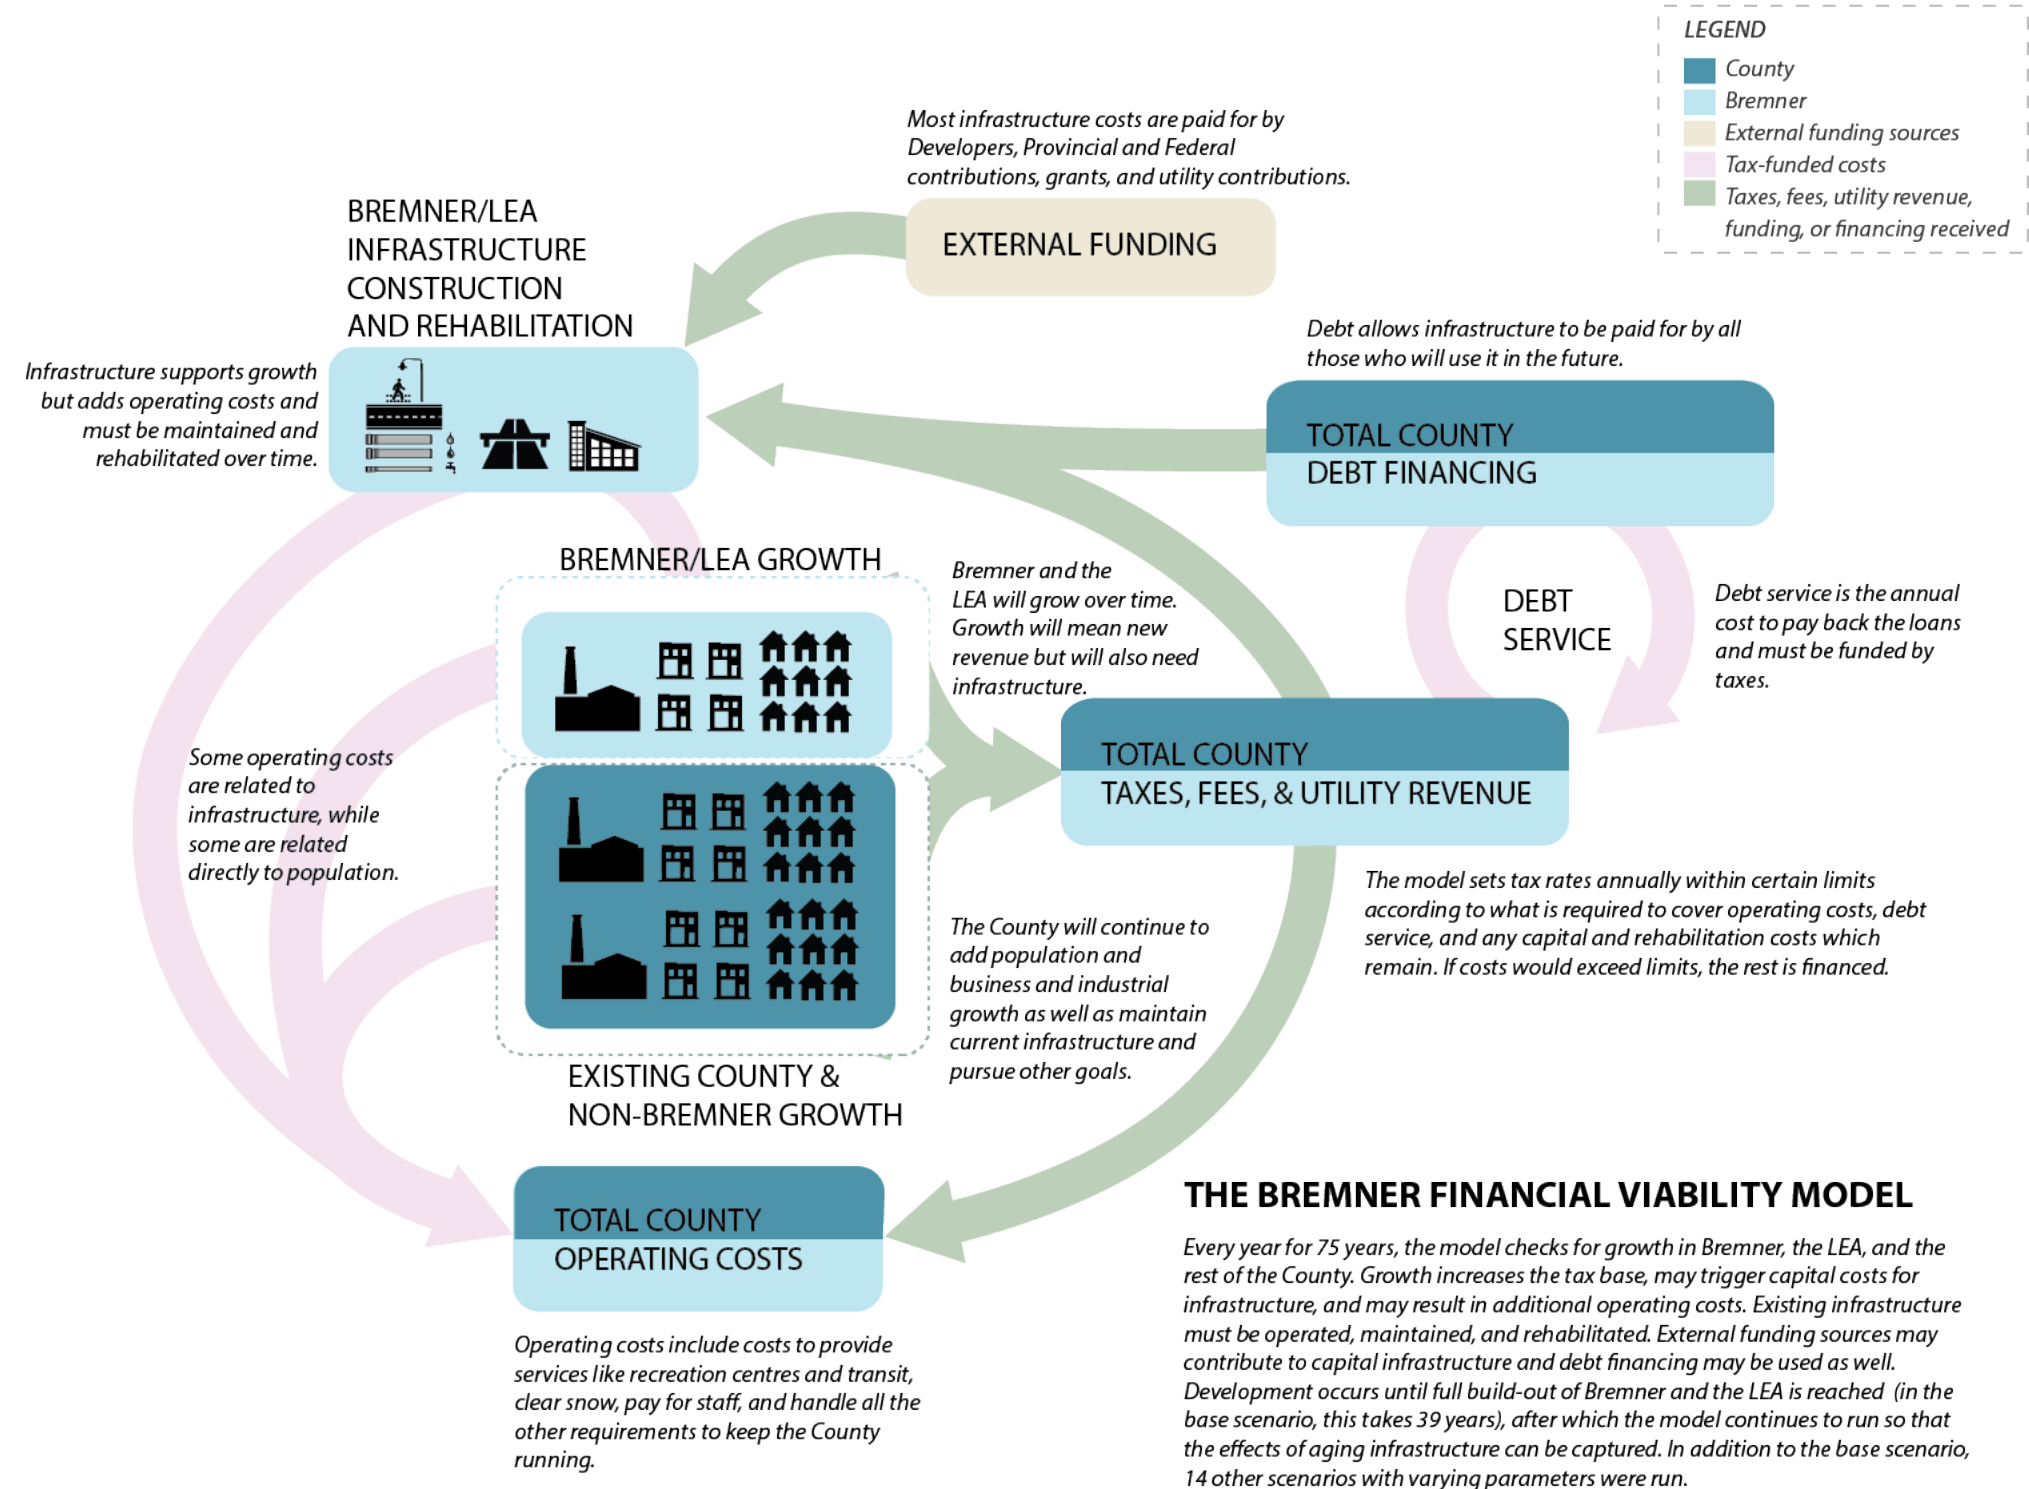 LEGEND
County
Bremner
External funding sources
Tax-funded costs
Taxes, fees, utility revenue,
funding, or financing received
Most infrastructure costs are paid for by
Developers, Provincial and Federal
contributions, grants, and utility contributions.
EXTERNAL FUNDING
BREMNER/LEA
INFRASTRUCTURE
CONSTRUCTION
AND REHABILITATION
Infrastructure supports growth
but adds operating costs and
must be maintained and
rehabilitated over time.
Debt allows infrastructure to be paid for by all
those who will use it in the future.
TOTAL COUNTY
DEBT FINANCING
BREMNER/LEA GROWTH
Bremner and the
LEA will grow over time.
Growth will mean new
revenue but will also need
infrastructure.
DEBT
SERVICE
Debt service is the annual
cost to pay back the loans
and must be funded by
taxes.
TOTAL COUNTY
TAXES, FEES, & UTILITY REVENUE
Some operating costs
are related to
infrastructure, while
some are related
directly to population.
The model sets tax rates annually within certain limits
according to what is required to cover operating costs, debt
service, and any capital and rehabilitation costs which
remain. If costs would exceed limits, the rest is financed.
The County will continue to
add population and
business and industrial
growth as well as maintain
current infrastructure and
pursue other goals.
EXISTING COUNTY &
NON-BREMNER GROWTH
TOTAL COUNTY
OPERATING COSTS
Operating costs include costs to provide
services like recreation centres and transit,
clear snow, pay for staff, and handle all the
other requirements to keep the County
running.
THE BREMNER FINANCIAL VIABILITY MODEL
Every year for 75 years, the model checks for growth in Bremner, the LEA, and the
rest of the County. Growth increases the tax base, may trigger capital costs for
infrastructure, and may result in additional operating costs. Existing infrastructure
must be operated, maintained, and rehabilitated. External funding sources may
contribute to capital infrastructure and debt financing may be used as well.
Development occurs until full build-out of Bremner and the LEA is reached (in the
base scenario, this takes 39 years), after which the model continues to run so that
the effects of aging infrastructure can be captured. In addition to the base scenario,
14 other scenarios with varying parameters were run.